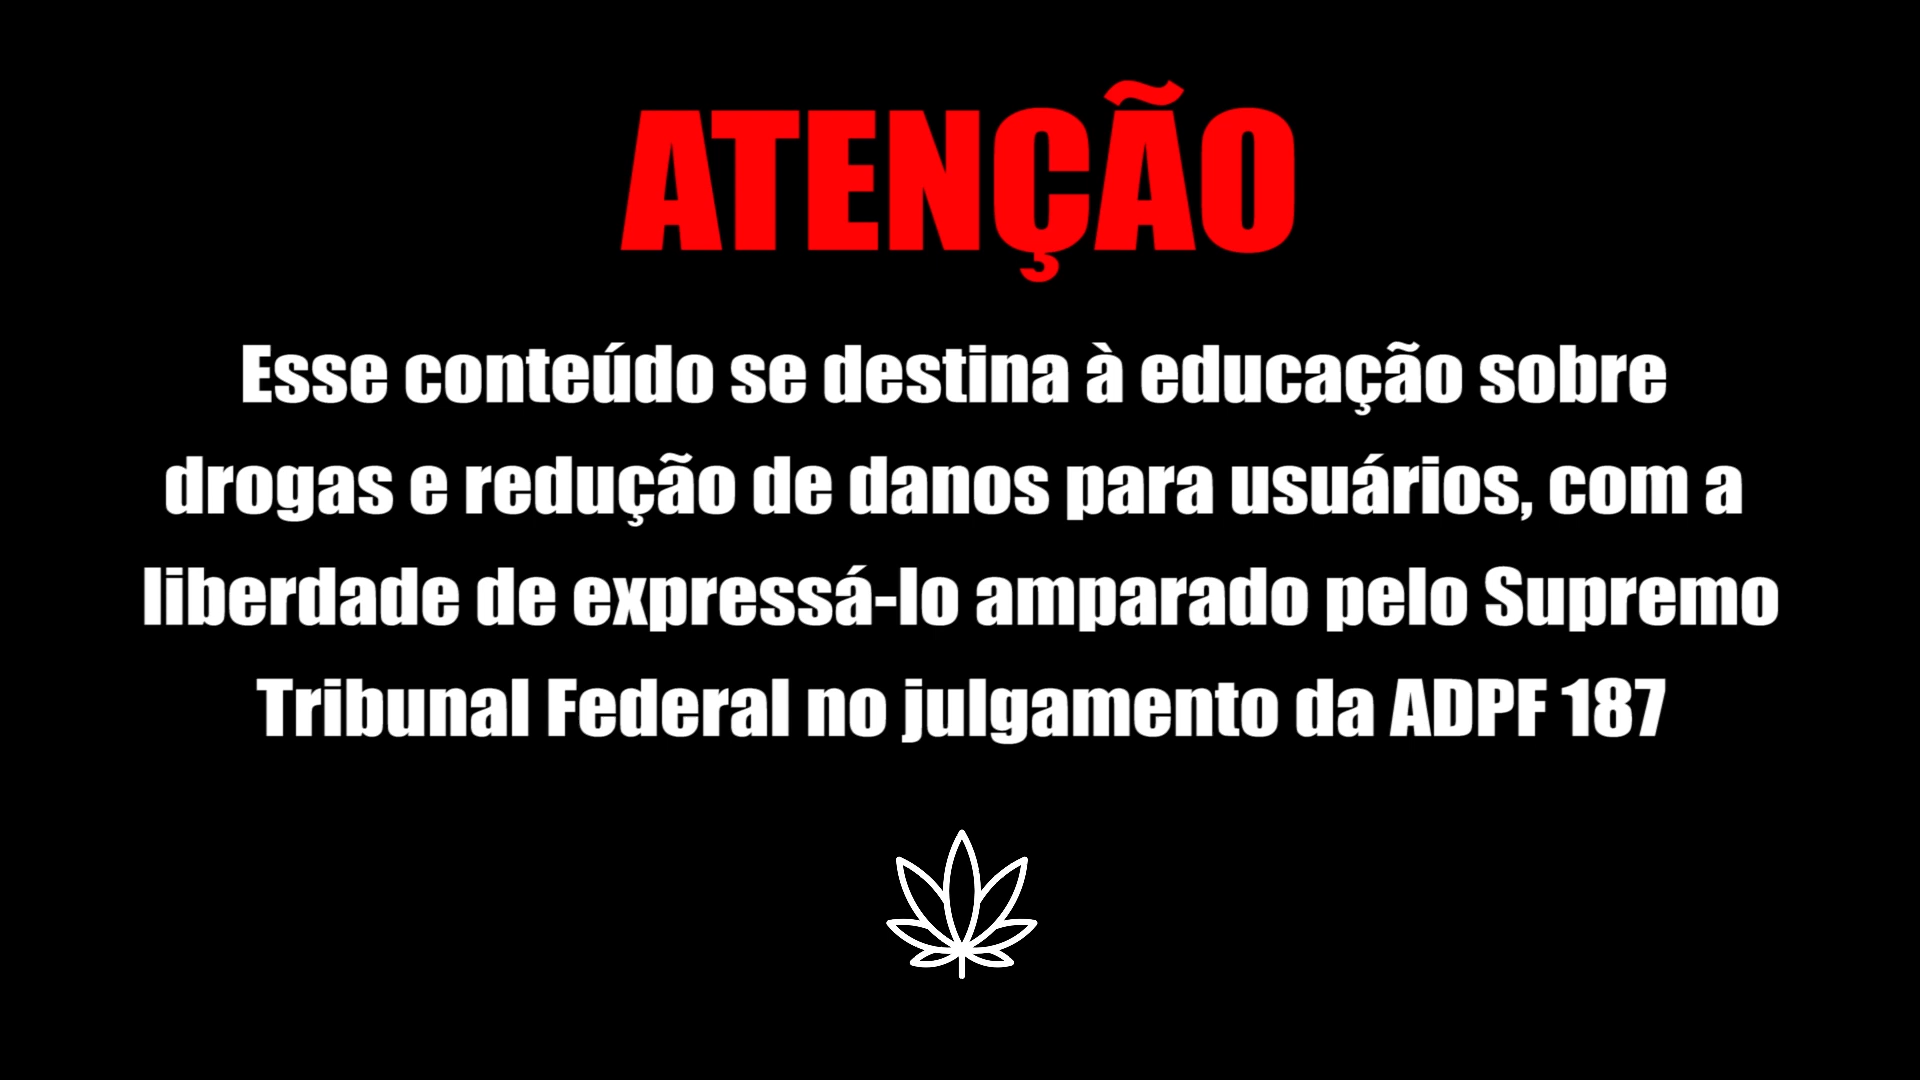 ATENÇÃO
Esse conteúdo se destina à educação sobre
drogas e redução de danos para usuários, com a
liberdade de expressá-lo amparado pelo Supremo
Tribunal Federal no julgamento da ADPF 187